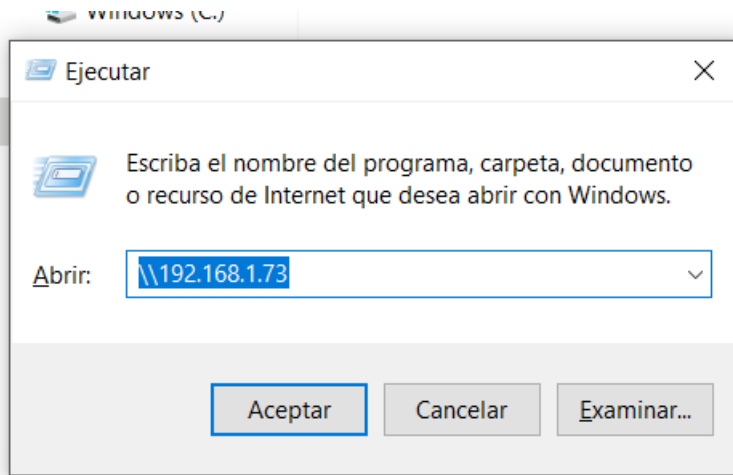 Windows (C:)
Ejecutar
Escriba el nombre del programa, carpeta, documento
o recurso de Internet que desea abrir con Windows.
Abrir: \\192.168.1.73
Aceptar Cancelar Examinar...